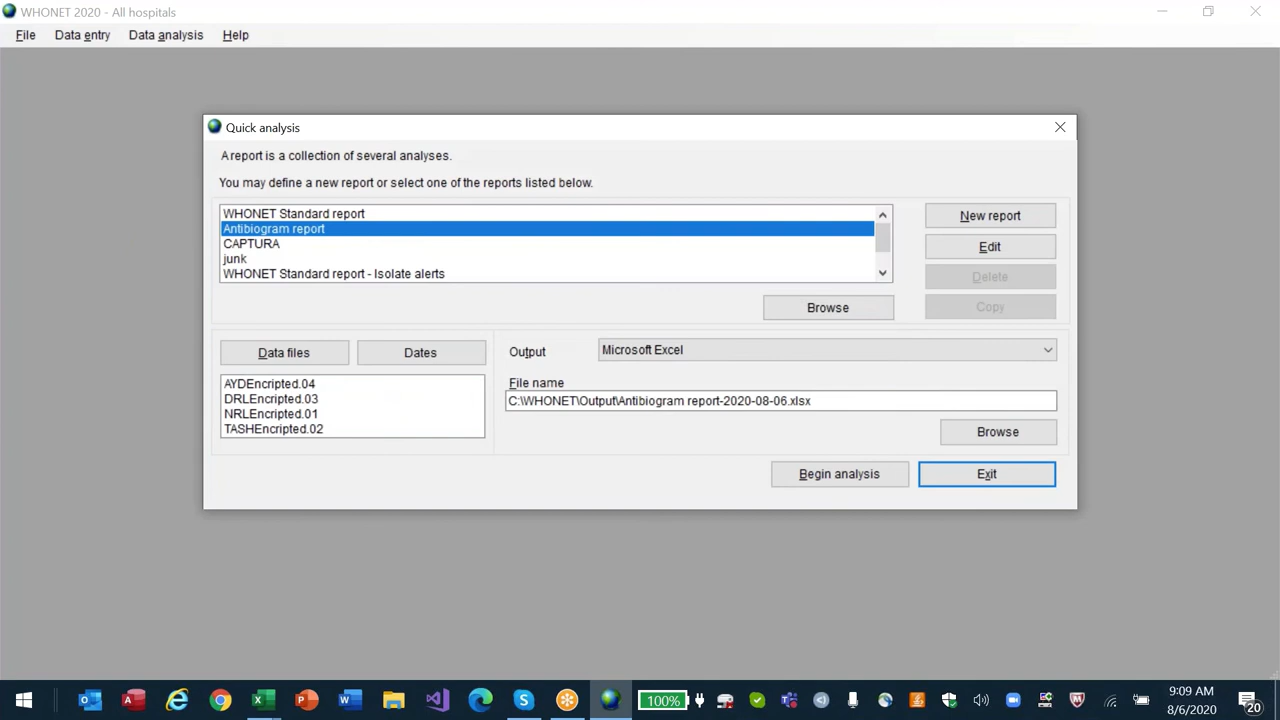 WHONET 2020 - All hospitals
File Data entry Data analysis Help
Quick analysis
A report is a collection of several analyses.
You may define a new report or select one of the reports listed below.
WHONET Standard report
Antibiogram report
CAPTURA
junk
WHONET Standard report - Isolate alerts
New report
Edit
Delete
Copy
Browse
Data files Dates
AYDEncripted.04
DRLEncripted.03
NRLEncripted.01
TASHEncripted.02
Output Microsoft Excel
File name
C:\WHONET\Output\Antibiogram report-2020-08-06.xlsx
Browse
Begin analysis Exit
100%
9:09 AM
8/6/2020
20